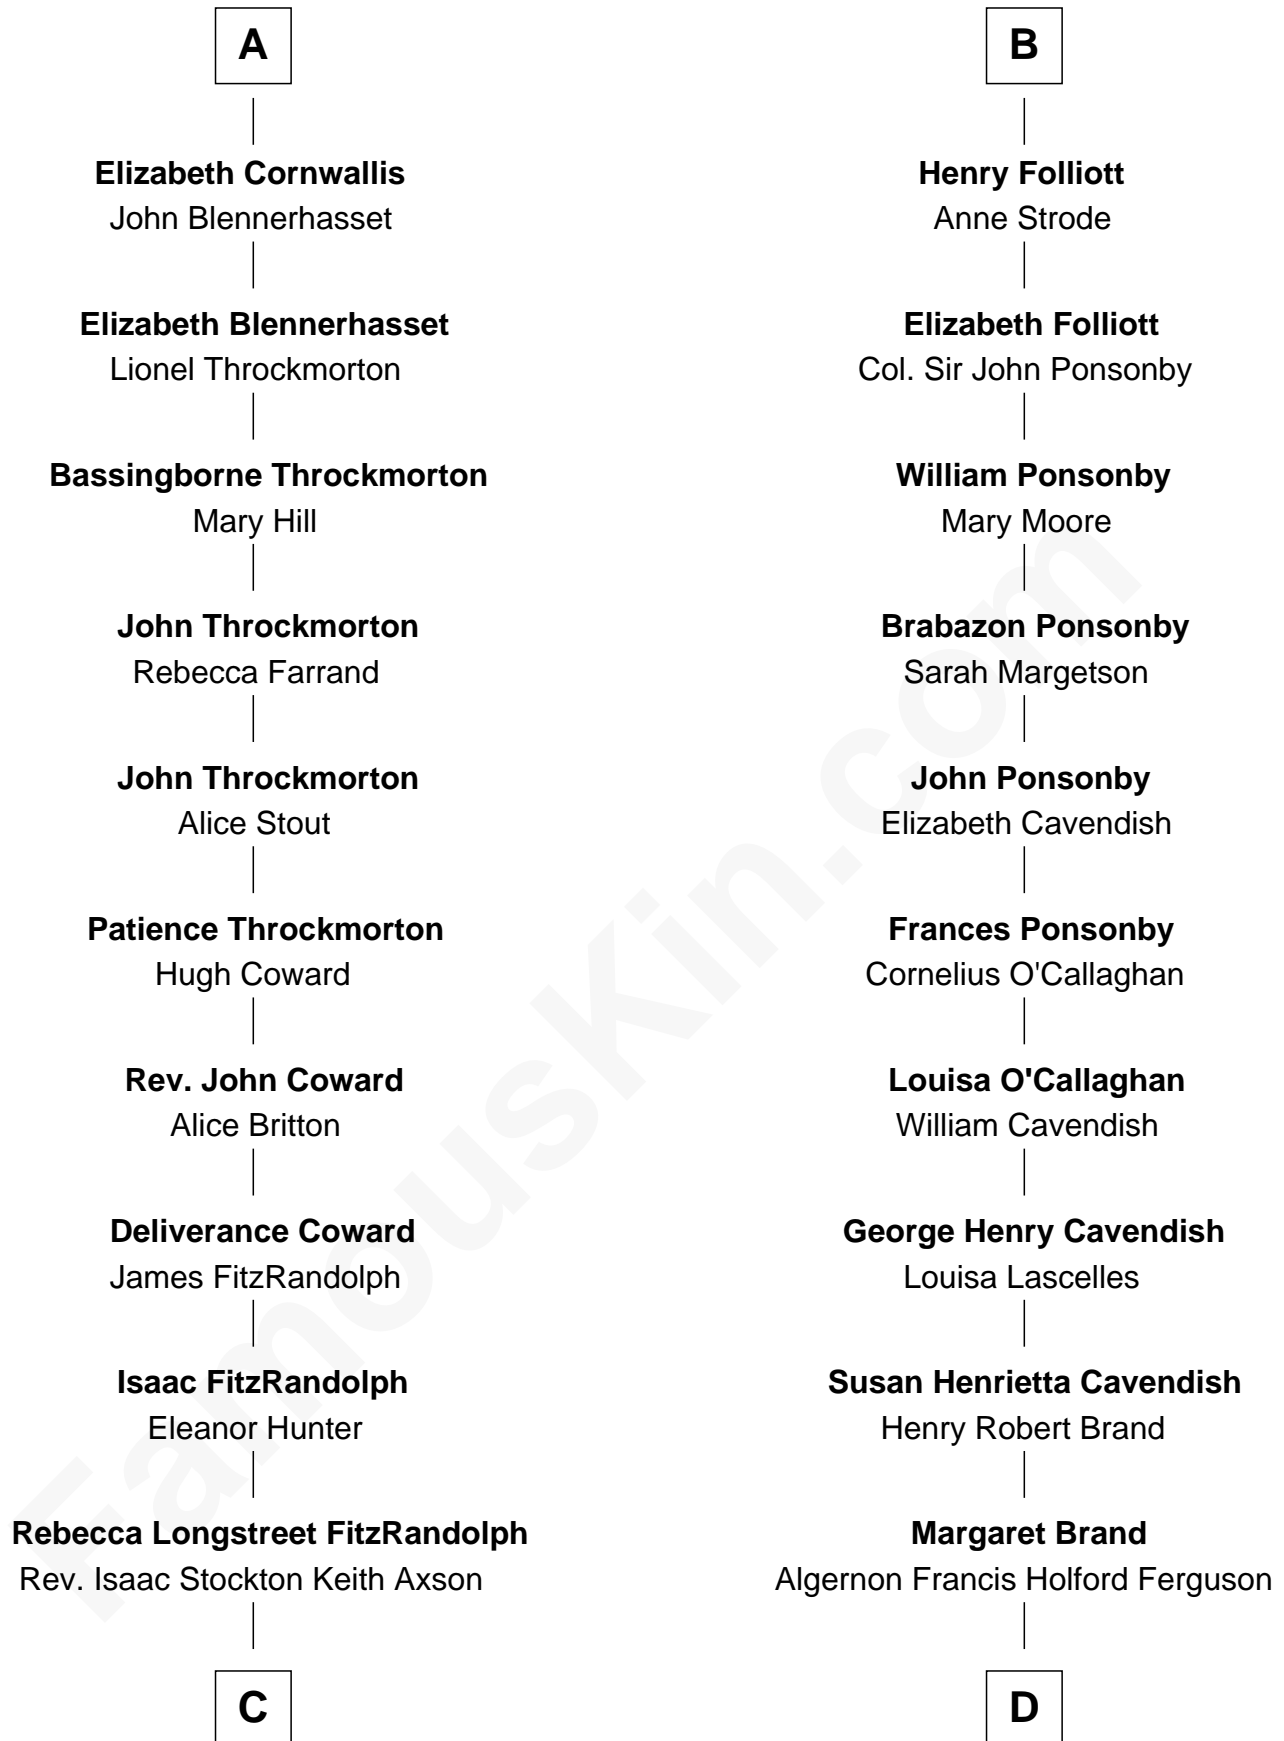 A
Elizabeth Cornwallis
John Blennerhasset
Elizabeth Blennerhasset
Lionel Throckmorton
Bassingborne Throckmorton
Mary Hill
John Throckmorton
Rebecca Farrand
John Throckmorton
Alice Stout
Patience Throckmorton
Hugh Coward
Rev. John Coward
Alice Britton
Deliverance Coward
James FitzRandolph
Isaac FitzRandolph
Eleanor Hunter
Rebecca Longstreet FitzRandolph
Rev. Isaac Stockton Keith Axson
C
B
Henry Folliott
Anne Strode
Elizabeth Folliott
Col. Sir John Ponsonby
William Ponsonby
Mary Moore
Brabazon Ponsonby
Sarah Margetson
John Ponsonby
Elizabeth Cavendish
Frances Ponsonby
Cornelius O'Callaghan
Louisa O'Callaghan
William Cavendish
George Henry Cavendish
Louisa Lascelles
Susan Henrietta Cavendish
Henry Robert Brand
Margaret Brand
Algernon Francis Holford Ferguson
D
FamousKin.com